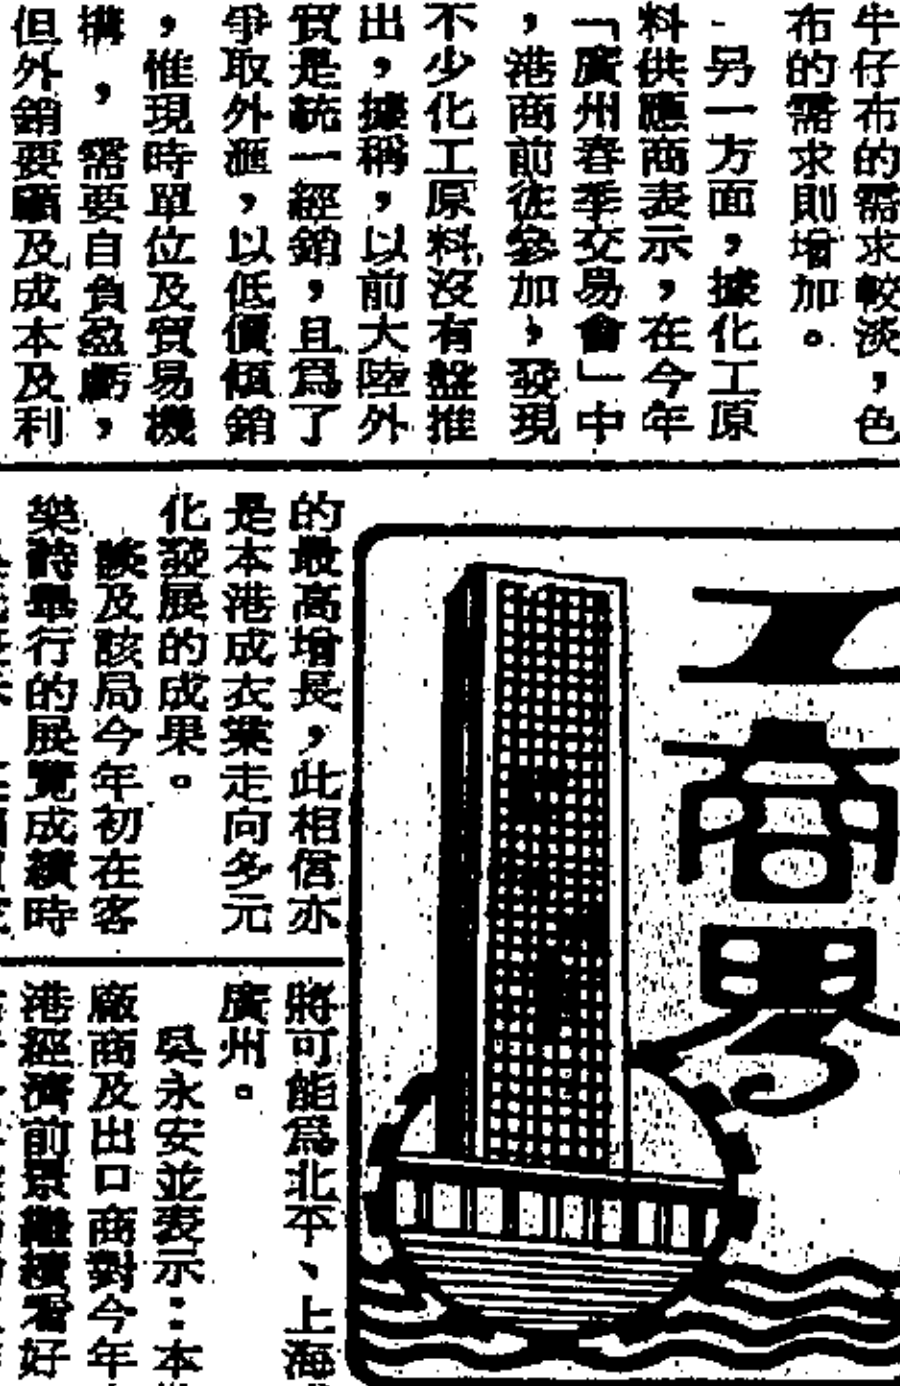 牛仔布的需求較淡，色
布的需求則增加。
另一方面，據化工原
料供應商表示，在今年
「廣州春季交易會」中
，港商前往參加，發現
不少化工原料沒有盤推
出，據稱，以前大陸外
貿是統一經銷，且爲了
爭取外滙，以低價傾銷
，惟現時單位及貿易機
構，需要自負盈虧，
但外銷要顧及成本及利
工商界
的最高增長，此相信亦
是本港成衣業走向多元
化發展的成果。
談及該局今年初在客
樂時舉行的展覽成績時
將可能爲北平、上海
廣州。
吳永安並表示：本
廠商及出口商對今年
港經濟前景繼續看好